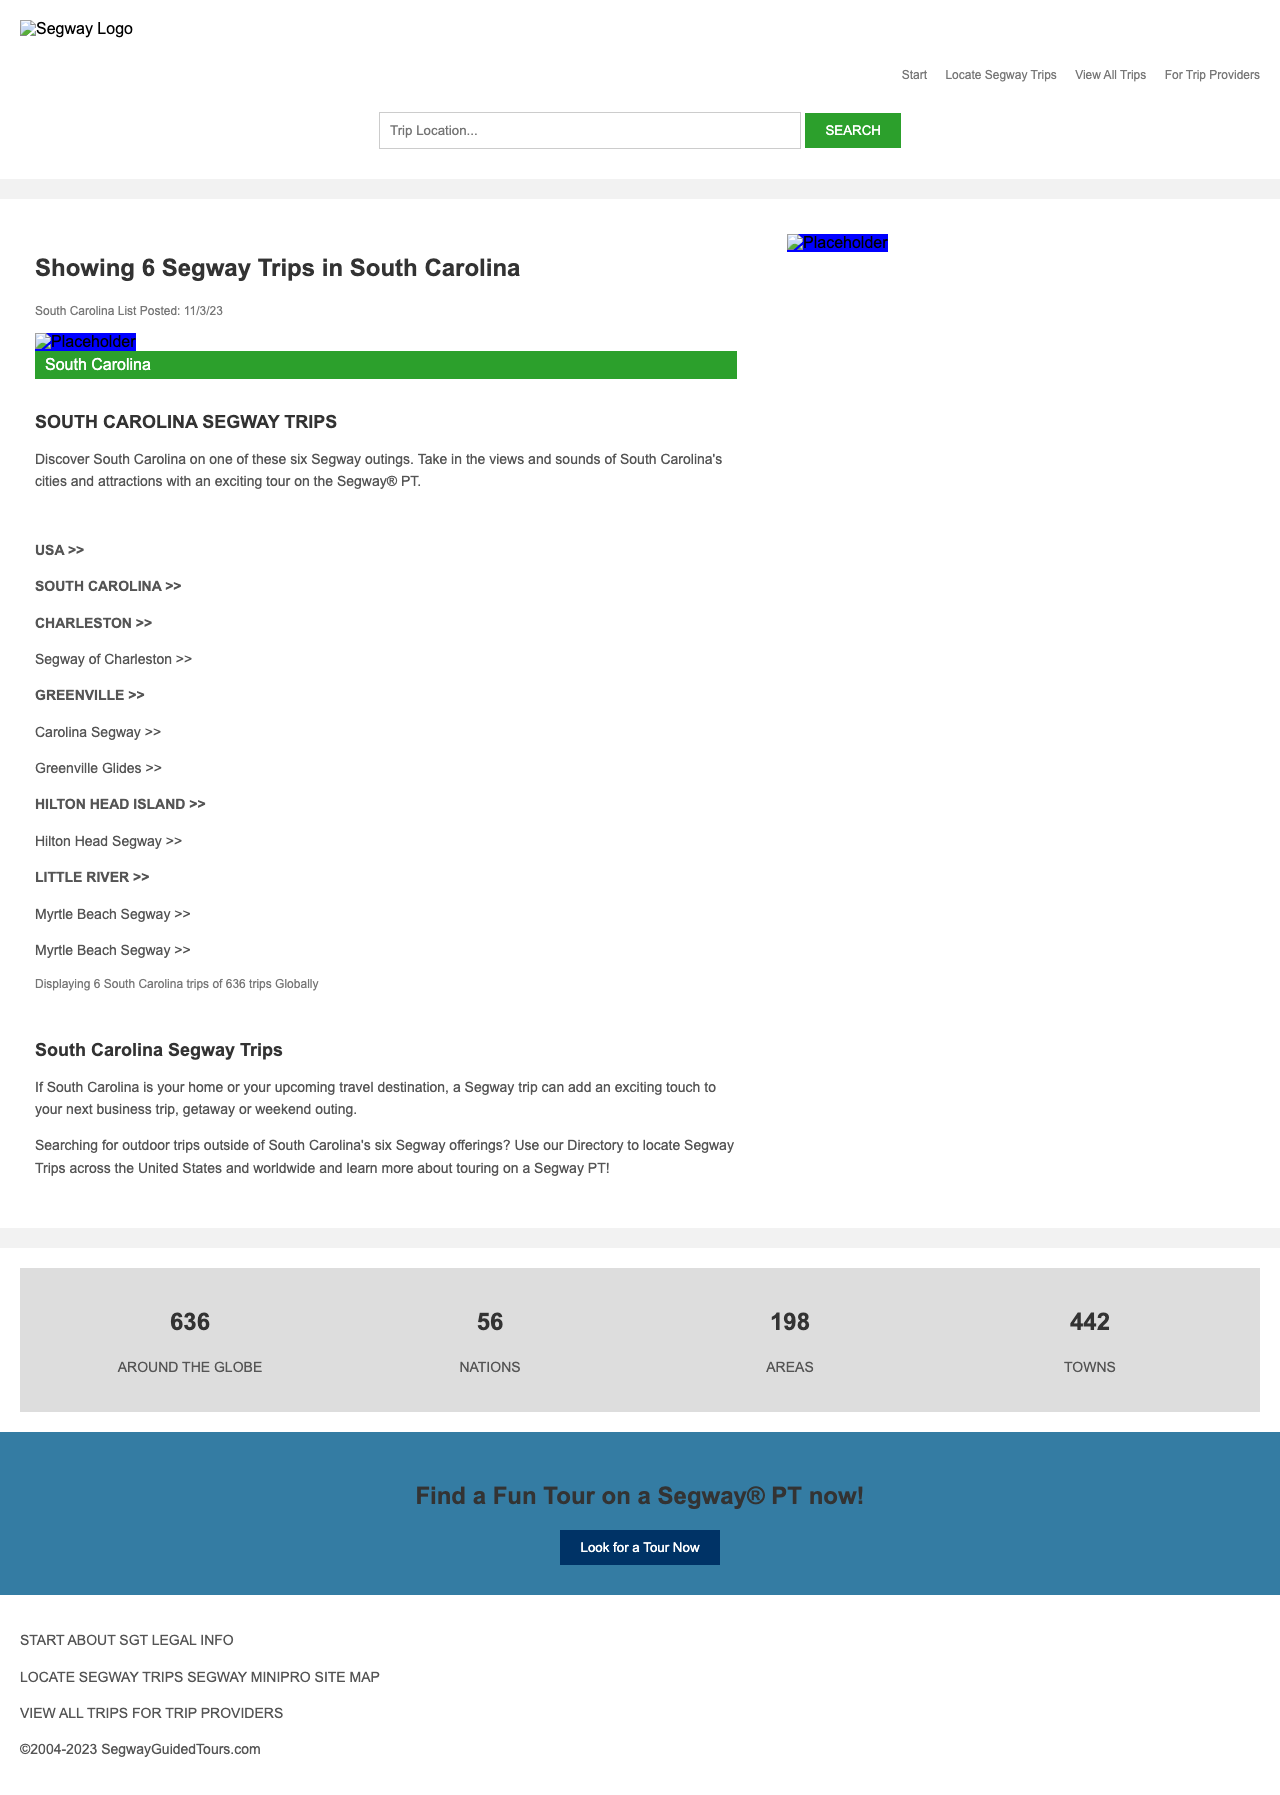 Segway Logo
Start Locate Segway Trips View All Trips For Trip Providers
Trip Location... SEARCH
Placeholder
Showing 6 Segway Trips in South Carolina
South Carolina List Posted: 11/3/23
Placeholder
South Carolina
SOUTH CAROLINA SEGWAY TRIPS
Discover South Carolina on one of these six Segway outings. Take in the views and sounds of South Carolina's
cities and attractions with an exciting tour on the Segway® PT.
USA >>
SOUTH CAROLINA >>
CHARLESTON >>
Segway of Charleston >>
GREENVILLE >>
Carolina Segway >>
Greenville Glides >>
HILTON HEAD ISLAND >>
Hilton Head Segway >>
LITTLE RIVER >>
Myrtle Beach Segway >>
Myrtle Beach Segway >>
Displaying 6 South Carolina trips of 636 trips Globally
South Carolina Segway Trips
If South Carolina is your home or your upcoming travel destination, a Segway trip can add an exciting touch to
your next business trip, getaway or weekend outing.
Searching for outdoor trips outside of South Carolina's six Segway offerings? Use our Directory to locate Segway
Trips across the United States and worldwide and learn more about touring on a Segway PT!
636 56 198 442
AROUND THE GLOBE NATIONS AREAS TOWNS
Find a Fun Tour on a Segway® PT now!
Look for a Tour Now
START ABOUT SGT LEGAL INFO
LOCATE SEGWAY TRIPS SEGWAY MINIPRO SITE MAP
VIEW ALL TRIPS FOR TRIP PROVIDERS
©2004-2023 SegwayGuidedTours.com